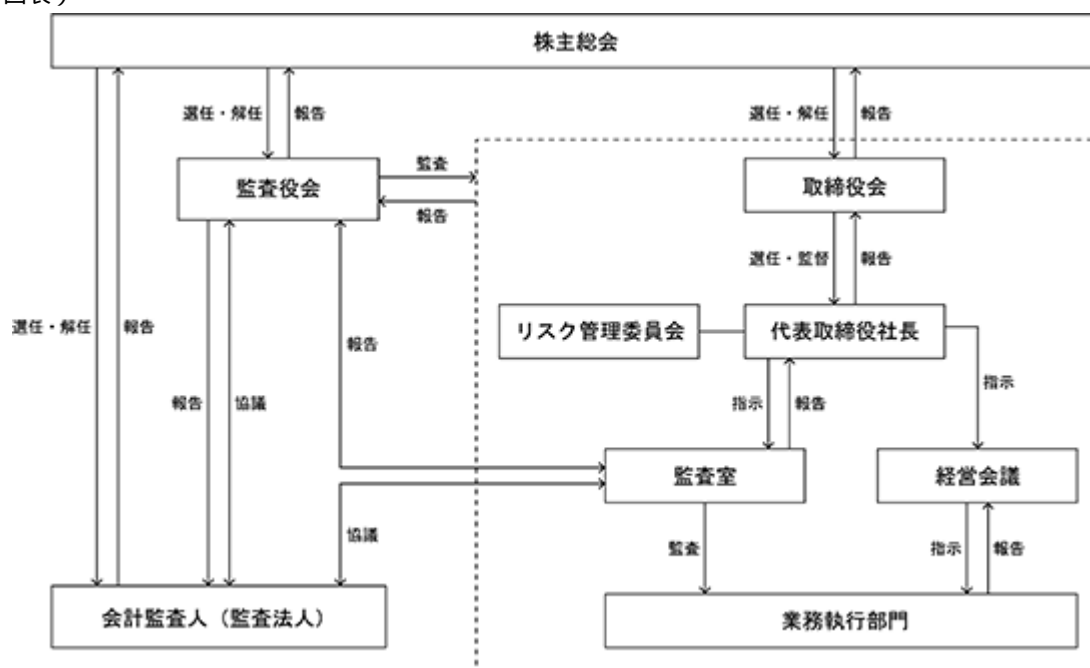 図表）
株主総会
選任・解任
報告
選任・解任
報告
監査役会
監査
報告
取締役会
選任・監督
報告
選任・解任
報告
報告
リスク管理委員会
代表取締役社長
指示
報告
協議
指示
報告
監査室
経営会議
協議
監査
指示
報告
会計監査人（監査法人）
業務執行部門